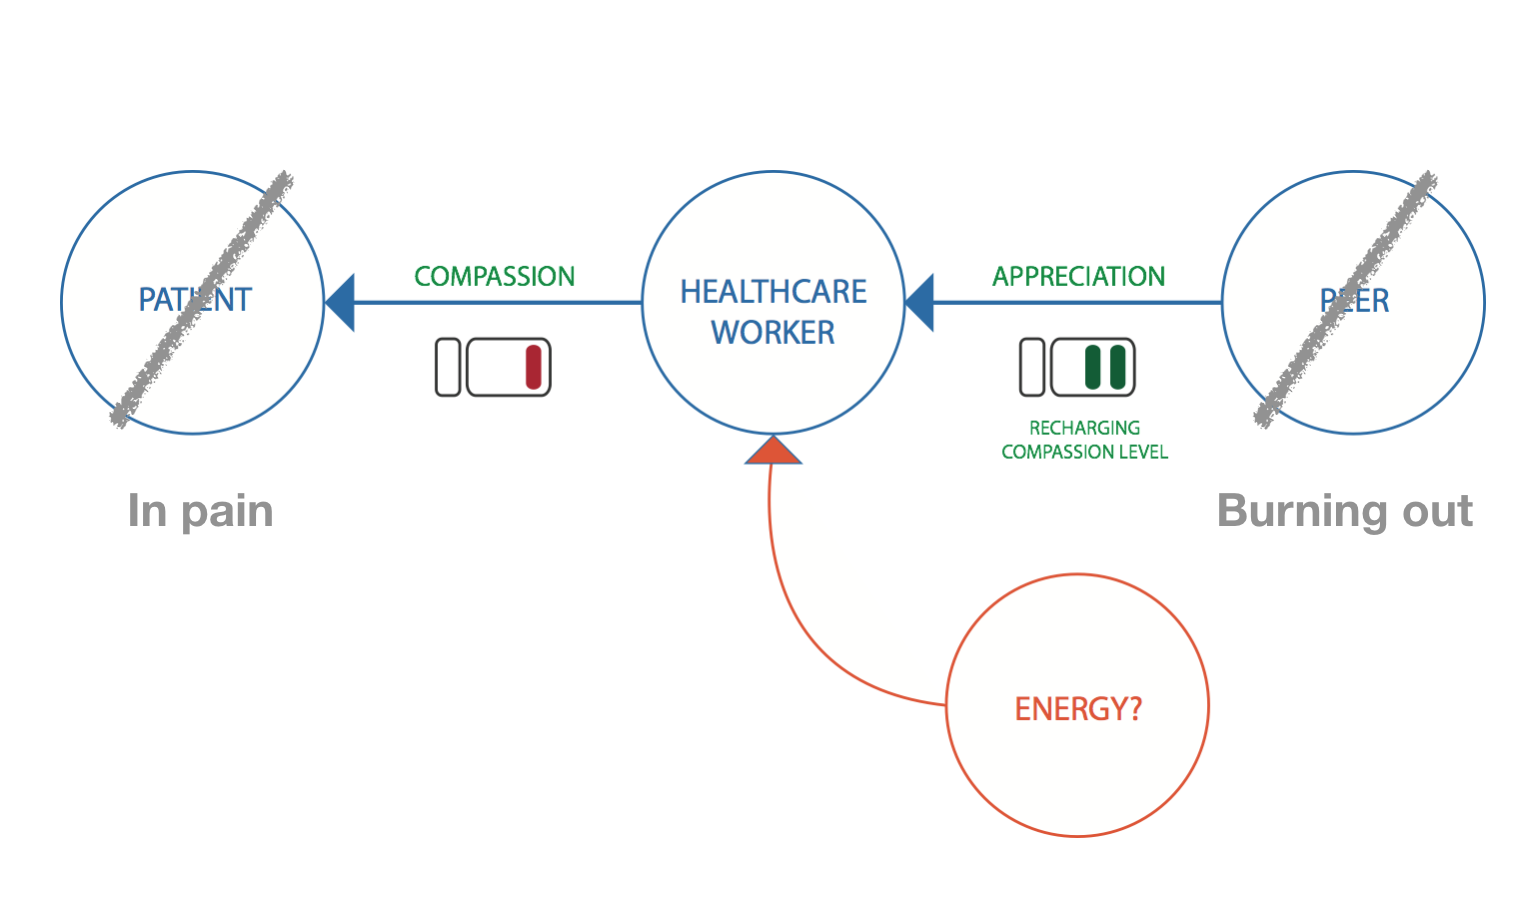 COMPASSION
APPRECIATION
PATIENT
HEALTHCARE
WORKER
PEER
RECHARGING
COMPASSION LEVEL
In pain
Burning out
ENERGY?